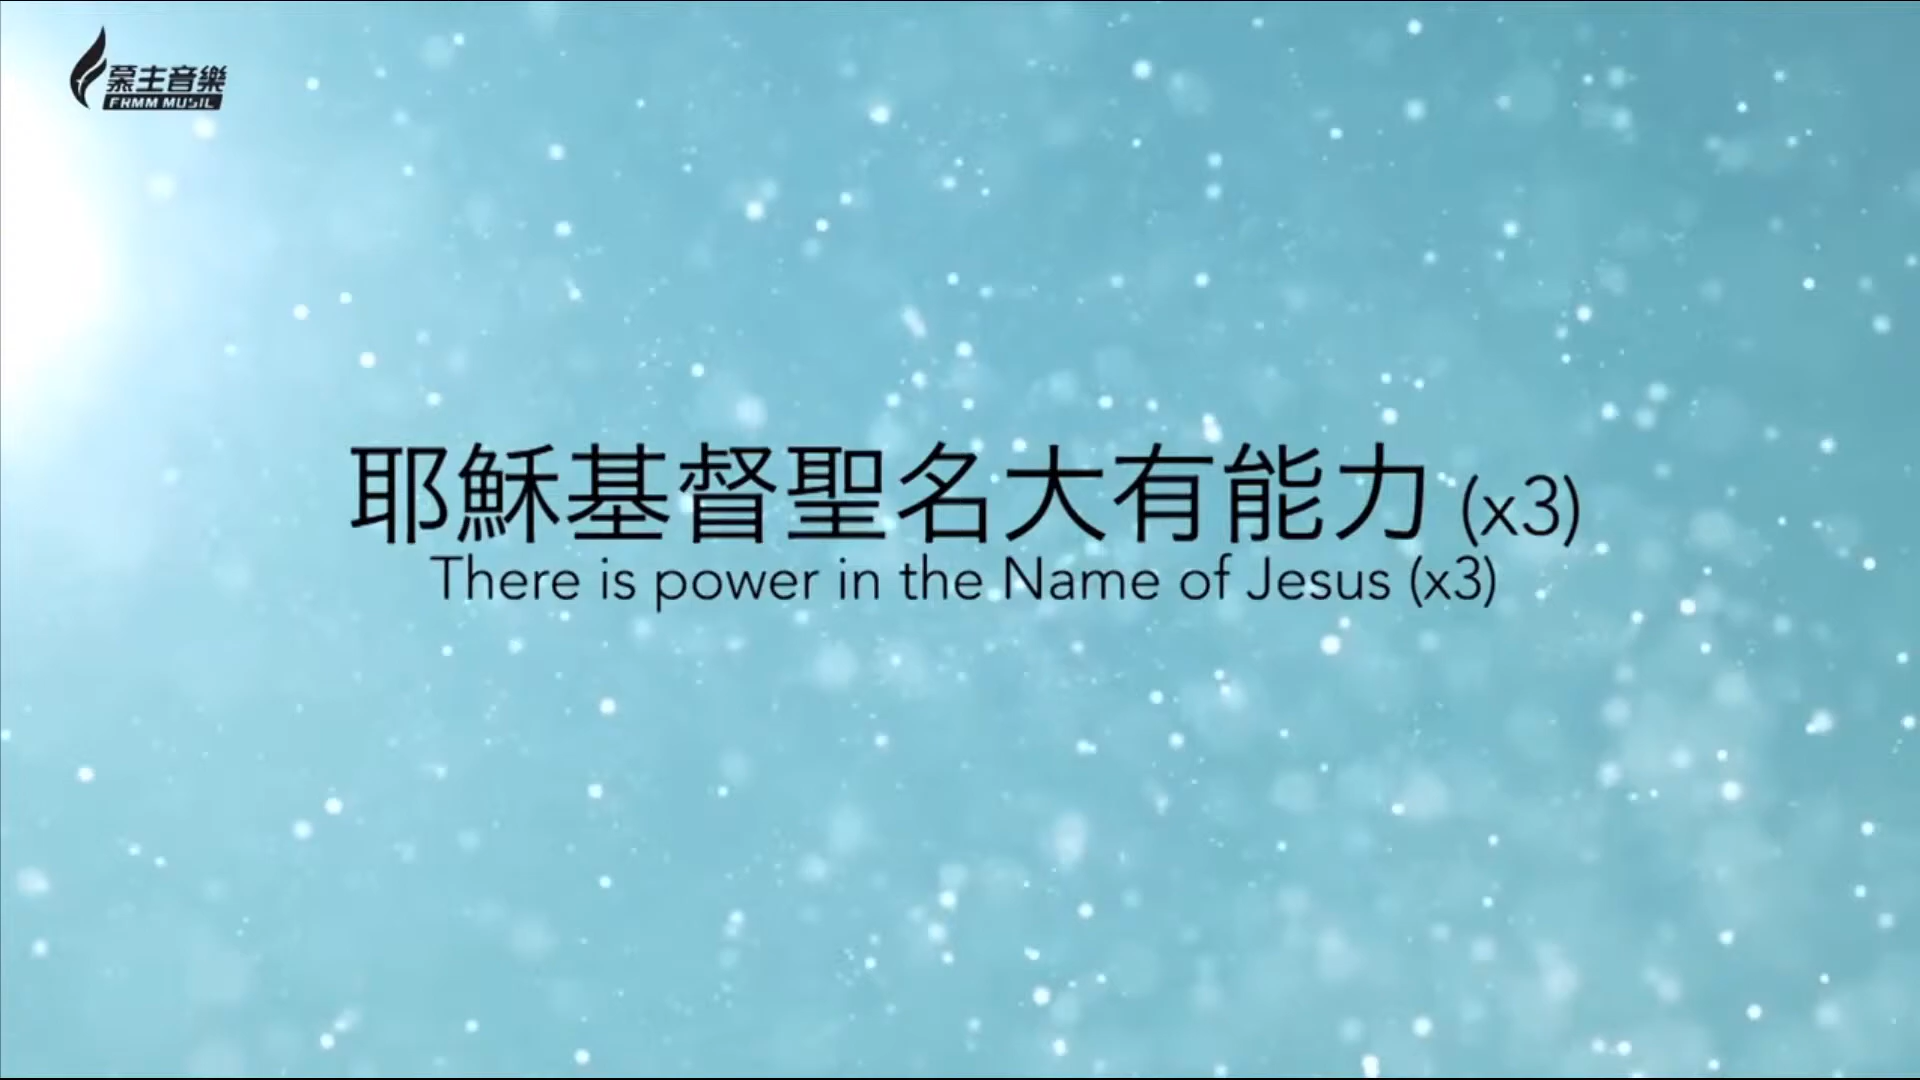 慕主音樂
FHMM MUSIC
耶穌基督聖名大有能力 (x3)
There is power in the Name of Jesus (x3)